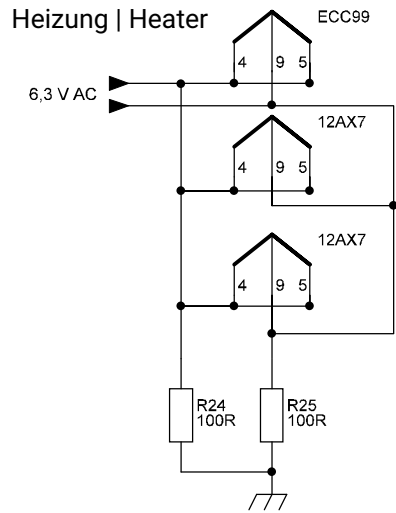 Heizung | Heater
ECC99
4 9 5
6,3 V AC
12AX7
4 9 5
12AX7
4 9 5
R24
100R
R25
100R